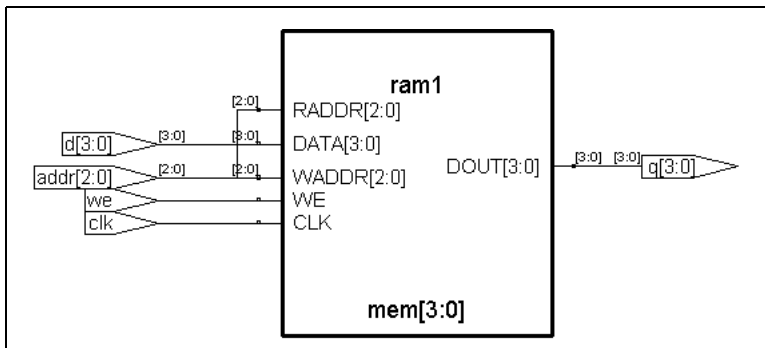 ram1
[2:0]
RADDR[2:0]
d[3:0] [3:0] [3:0] DATA[3:0]
addr[2:0] [2:0] [2:0] WADDR[2:0]
DOUT[3:0] [3:0] [3:0] q[3:0]
we WE
clk CLK
mem[3:0]